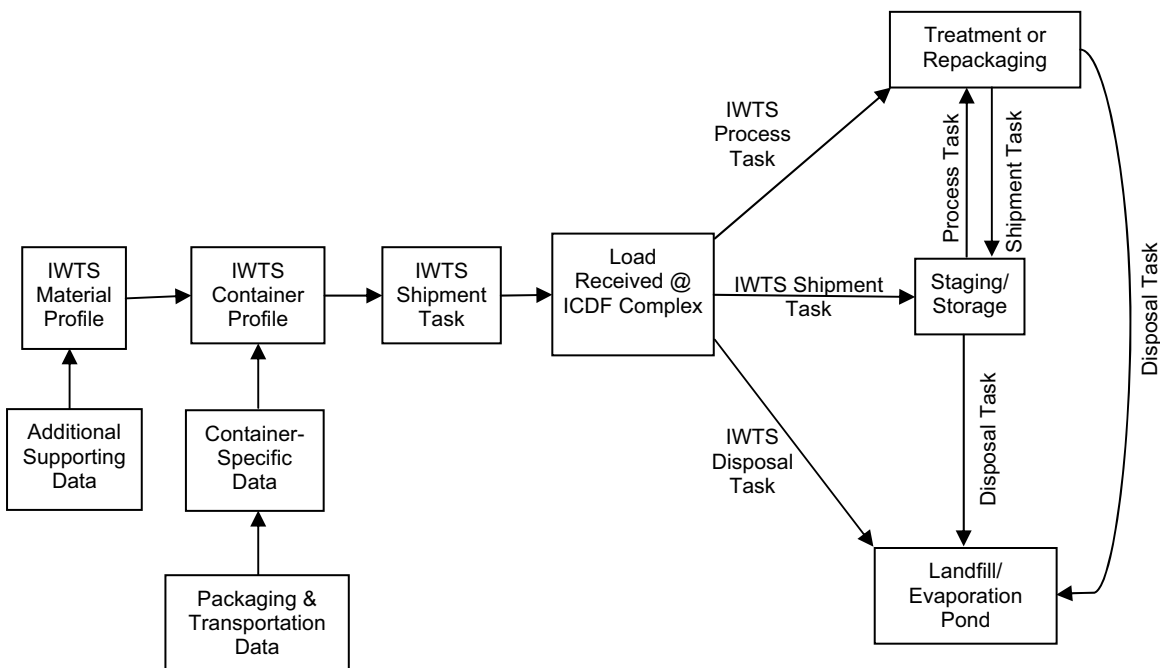 Treatment or
Repackaging
IWTS
Process
Task
Process Task
Shipment Task
Disposal Task
IWTS
Material
Profile
IWTS
Container
Profile
IWTS
Shipment
Task
Load
Received @
ICDF Complex
IWTS Shipment
Task
Staging/
Storage
Additional
Supporting
Data
Container-
Specific
Data
IWTS
Disposal
Task
Disposal Task
Packaging &
Transportation
Data
Landfill/
Evaporation
Pond